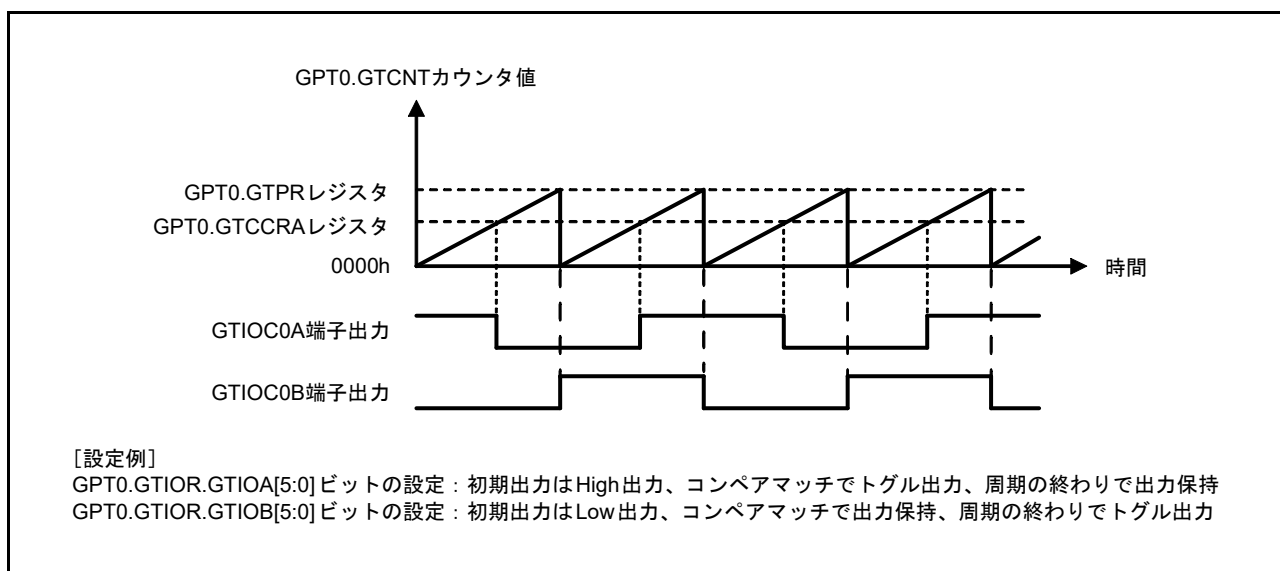 GPT0.GTCNTカウンタ値
GPT0.GTPRレジスタ
GPT0.GTCCRAレジスタ
0000h
時間
GTIOC0A端子出力
GTIOC0B端子出力
［設定例］
GPT0.GTIOR.GTIOA[5:0]ビットの設定：初期出力はHigh出力、コンペアマッチでトグル出力、周期の終わりで出力保持
GPT0.GTIOR.GTIOB[5:0]ビットの設定：初期出力はLow出力、コンペアマッチで出力保持、周期の終わりでトグル出力